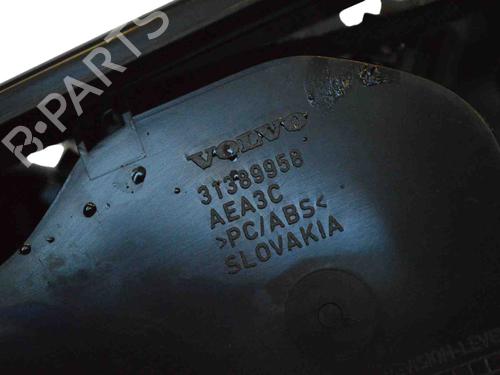 B·PARTS
VOLVO
31389958
AEA3C
>PC/ABS<
SLOVAKIA